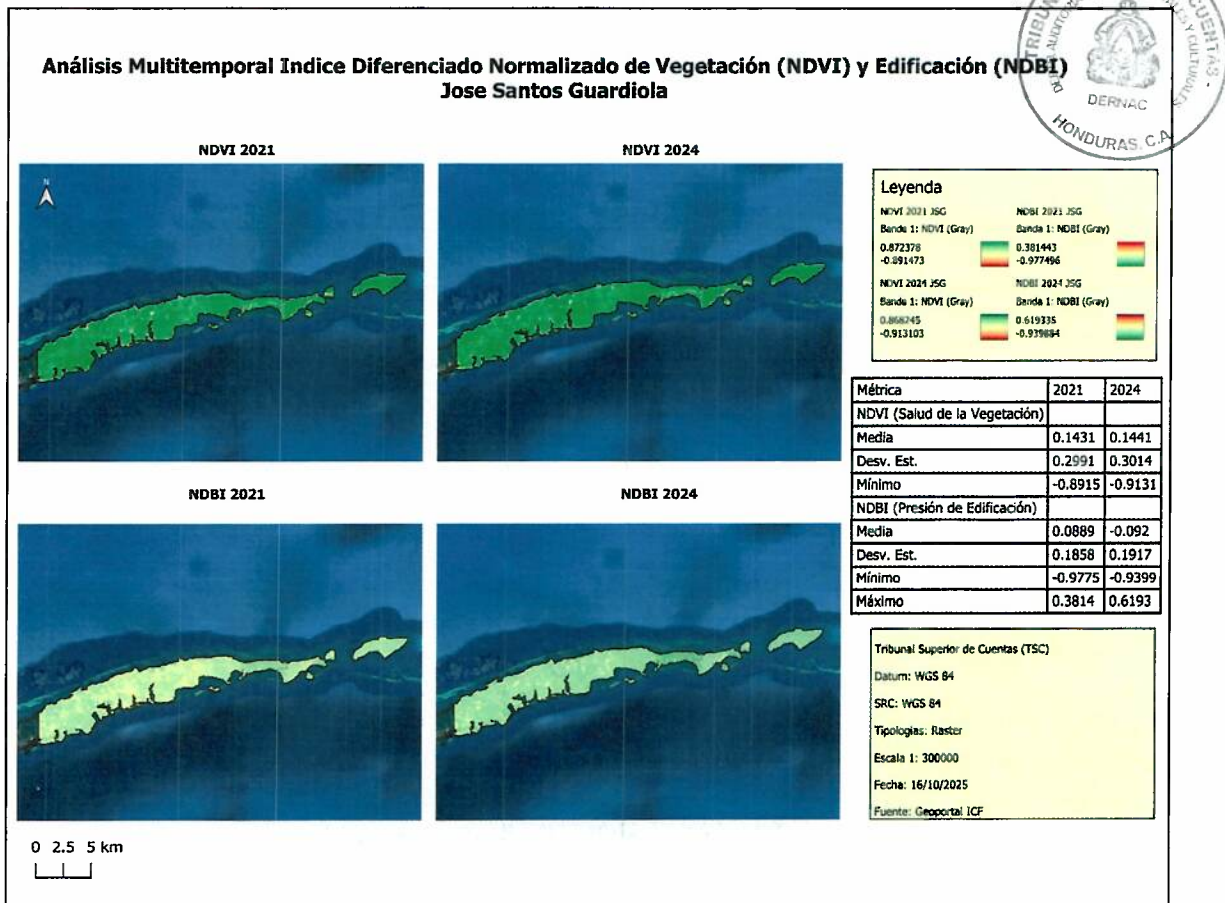 Análisis Multitemporal Indice Diferenciado Normalizado de Vegetación (NDVI) y Edificación (NDBI)
Jose Santos Guardiola
DERNAC
HONDURAS. C.A
NDVI 2021
NDVI 2024
N
Leyenda
NDVI 2021 JSG
NDBI 2021 JSG
Banda 1: NDVI (Gray)
Banda 1: NDBI (Gray)
0.872378
0.381443
-0.891473
-0.977496
NDVI 2024 JSG
NDBI 2024 JSG
Banda 1: NDVI (Gray)
Banda 1: NDBI (Gray)
0.868245
0.619335
-0.913103
-0.939884
Métrica 2021 2024
NDVI (Salud de la Vegetación)
Media 0.1431 0.1441
Desv. Est. 0.2991 0.3014
Mínimo -0.8915 -0.9131
NDBI (Presión de Edificación)
Media 0.0889 -0.092
Desv. Est. 0.1858 0.1917
Mínimo -0.9775 -0.9399
Máximo 0.3814 0.6193
NDBI 2021
NDBI 2024
Tribunal Superior de Cuentas (TSC)
Datum: WGS 84
SRC: WGS 84
Tipologias: Raster
Escala 1: 300000
Fecha: 16/10/2025
Fuente: Geoportal ICF
0 2.5 5 km